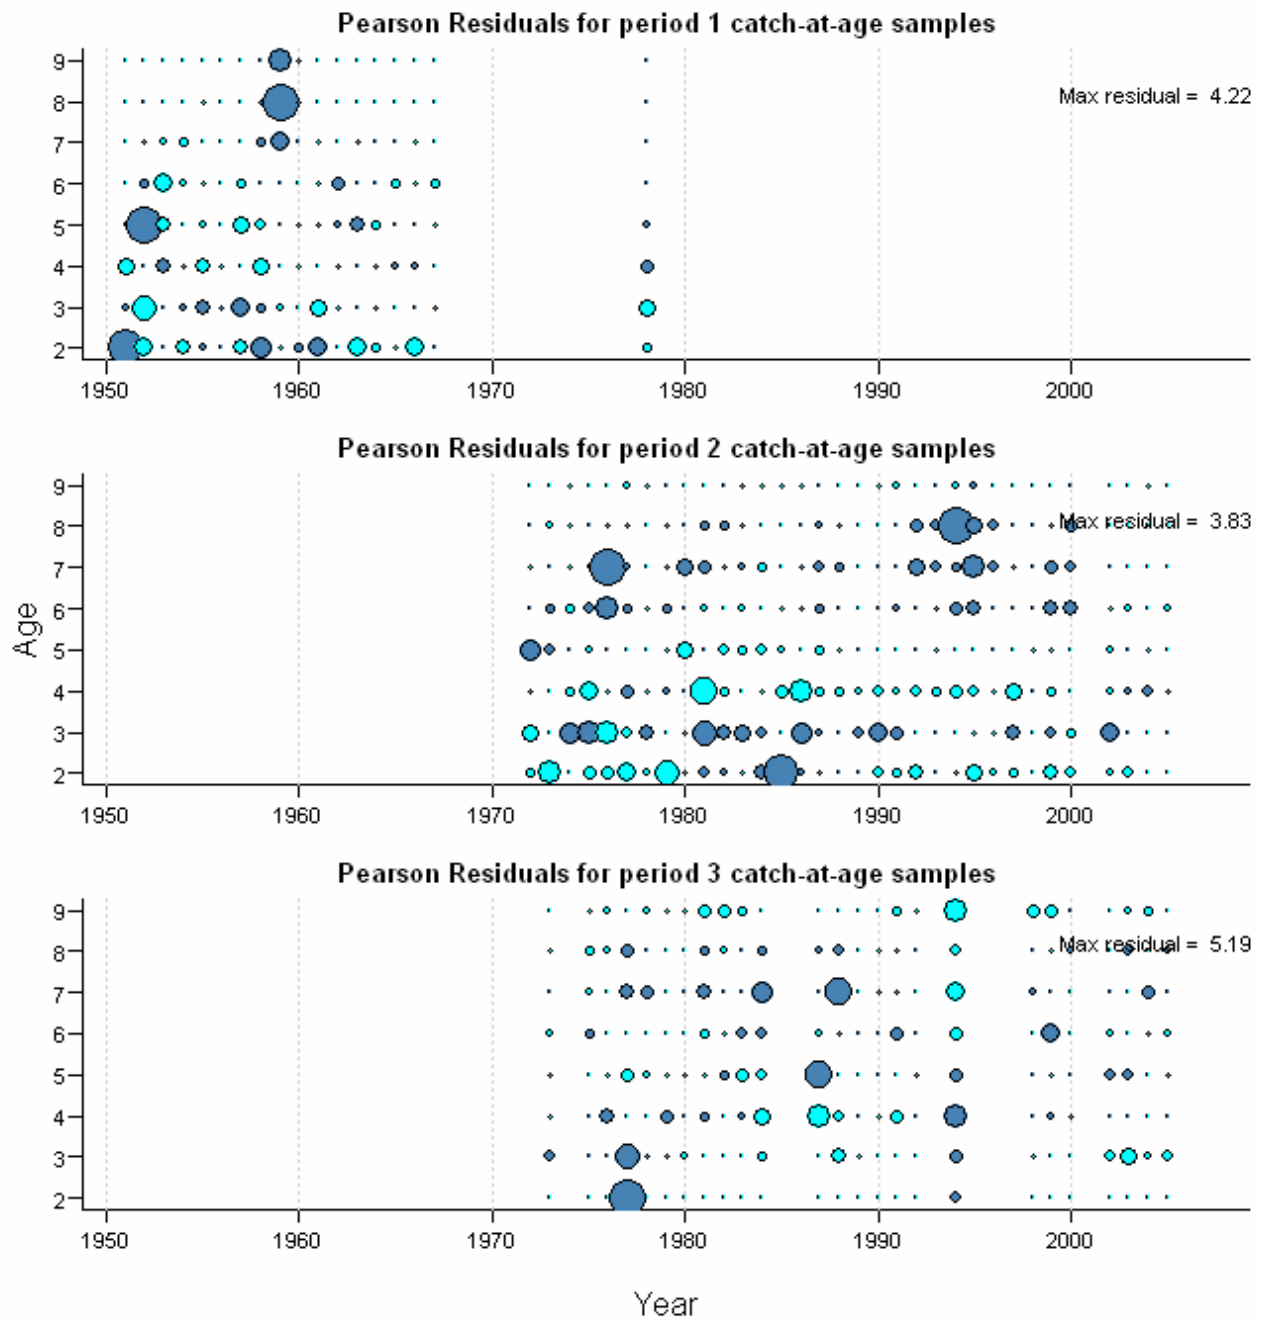 Pearson Residuals for period 1 catch-at-age samples
9
8
Max residual = 4.22
7
6
5
4
3
2
1950 1960 1970 1980 1990 2000
Pearson Residuals for period 2 catch-at-age samples
9
8
Max residual = 3.83
7
6
5
4
3
2
Age
1950 1960 1970 1980 1990 2000
Pearson Residuals for period 3 catch-at-age samples
9
8
Max residual = 5.19
7
6
5
4
3
2
1950 1960 1970 1980 1990 2000
Year